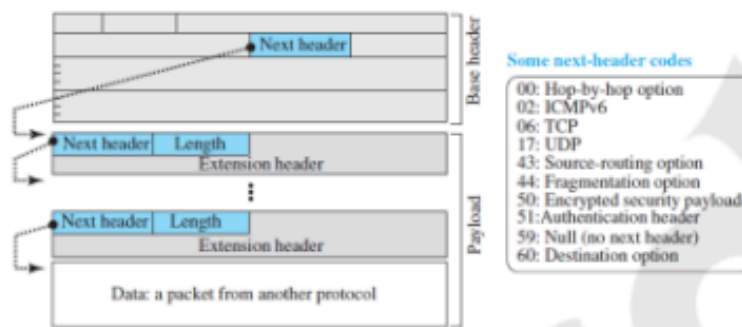 Next header
Base header
Next header Length
Extension header
Next header Length
Extension header
Data: a packet from another protocol
Payload
Some next-header codes
00: Hop-by-hop option
02: ICMPv6
06: TCP
17: UDP
43: Source-routing option
44: Fragmentation option
50: Encrypted security payload
51:Authentication header
59: Null (no next header)
60: Destination option